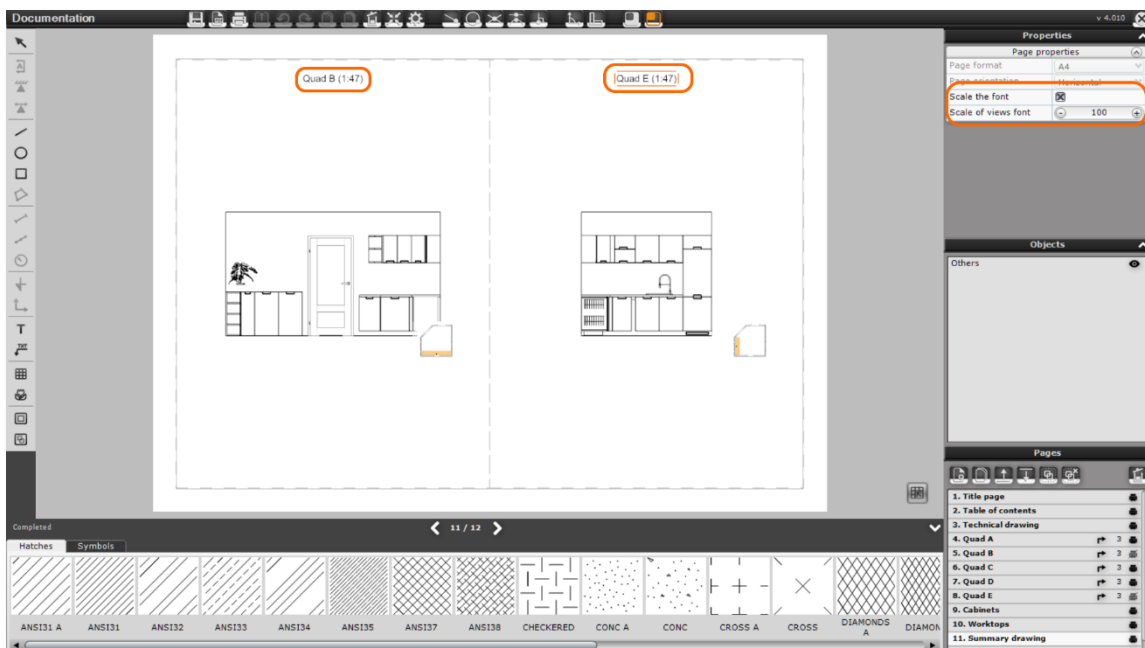 Documentation
v 4.010
Properties
Page properties
Page format A4
Page orientation Horizontal
Scale the font
Scale of views font 100
Quad B (1:47)
Quad E (1:47)
Objects
Others
Pages
1. Title page
2. Table of contents
3. Technical drawing
4. Quad A 3
5. Quad B 3
6. Quad C 3
7. Quad D 3
8. Quad E 3
9. Cabinets
10. Worktops
11. Summary drawing
T
TXT
Completed
11 / 12
Hatches Symbols
ANSI31 A ANSI31 ANSI32 ANSI33 ANSI34 ANSI35 ANSI37 ANSI38 CHECKERED CONC A CONC CROSS A CROSS DIAMONDS A DIAMON